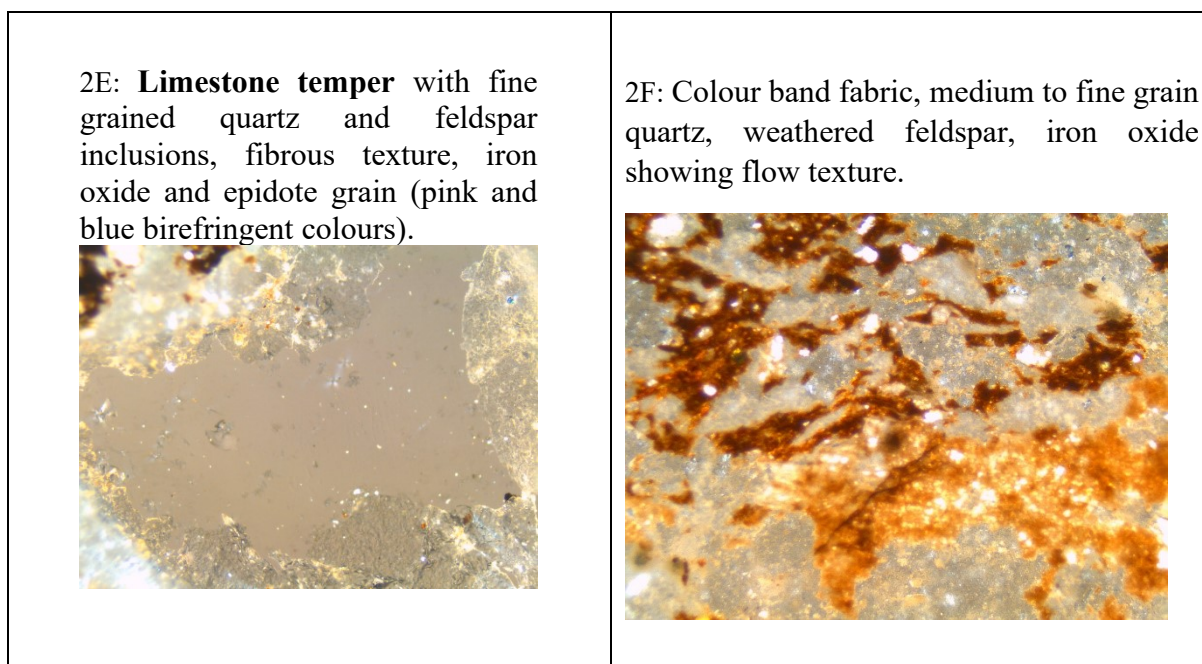 2E: Limestone temper with fine
grained quartz and feldspar
inclusions, fibrous texture, iron
oxide and epidote grain (pink and
blue birefringent colours).
2F: Colour band fabric, medium to fine grain
quartz, weathered feldspar, iron oxide
showing flow texture.